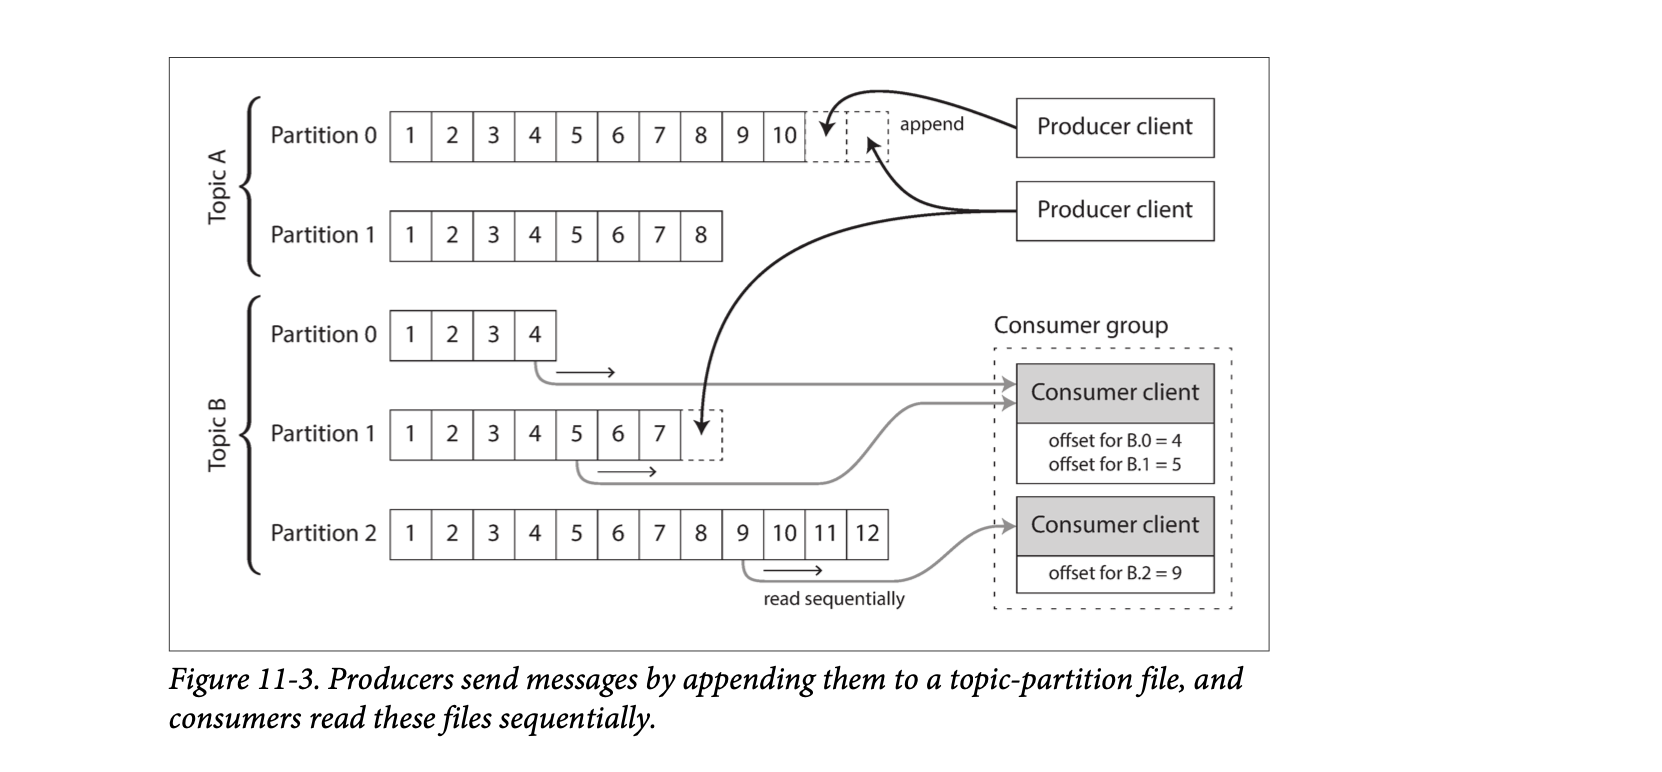 Topic A
Partition 0 1 2 3 4 5 6 7 8 9 10 append
Partition 1 1 2 3 4 5 6 7 8
Producer client
Producer client
Topic B
Partition 0 1 2 3 4
Partition 1 1 2 3 4 5 6 7
Partition 2 1 2 3 4 5 6 7 8 9 10 11 12
read sequentially
Consumer group
Consumer client
offset for B.0 = 4
offset for B.1 = 5
Consumer client
offset for B.2 = 9
Figure 11-3. Producers send messages by appending them to a topic-partition file, and
consumers read these files sequentially.